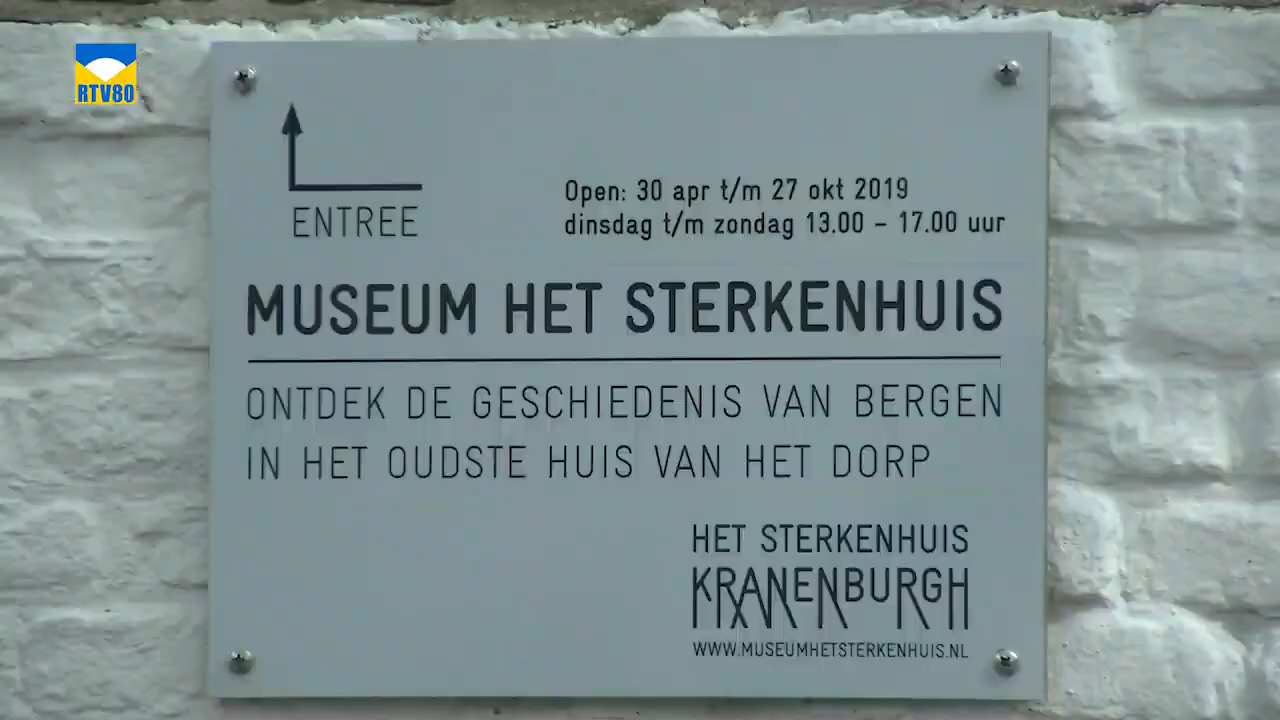 RTV80
ENTREE
Open: 30 apr t/m 27 okt 2019
dinsdag t/m zondag 13.00 – 17.00 uur
MUSEUM HET STERKENHUIS
ONTDEK DE GESCHIEDENIS VAN BERGEN
IN HET OUDSTE HUIS VAN HET DORP
HET STERKENHUIS
KRANENBURGH
WWW.MUSEUMHETSTERKENHUIS.NL